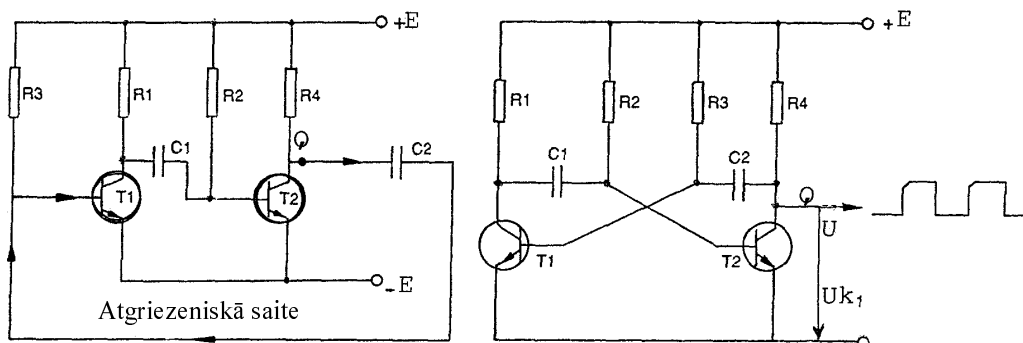 +E
R3
R1
R2
R4
Q
C1
C2
T1
T2
-E
Atgriezeniskā saite
+E
R1
R2
R3
R4
C1
C2
Q
U
T1
T2
Uk₁